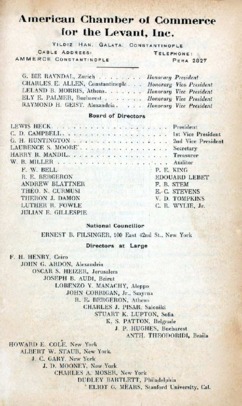 American Chamber of Commerce
for the Levant, Inc.
YILDIZ HAN, GALATA, CONSTANTINOPLE
CABLE ADDRESS:
AMMERCE CONSTANTINOPLE
TELEPHONE:
PERA 2027
G. BIE RAVNDAL, Zurich . . . . . Honorary President
CHARLES E. ALLEN, Constantinople . . . Honorary Vice President
LELAND B. MORRIS, Athens . . . . Honorary Vice President
ELY E. PALMER, Bucharest . . . . Honorary Vice President
RAYMOND H. GEIST, Alexandria . . . Honorary Vice President
Board of Directors
LEWIS HECK . . . . . President
C. D. CAMPBELL . . . . . 1st Vice President
G. H. HUNTINGTON . . . . . 2nd Vice President
LAURENCE S. MOORE . . . . . Secretary
HARRY R. MANDIL . . . . . Treasurer
W. B. MILLER . . . . . Auditor
F. W. BELL
P. E. KING
R. E. BERGERON
EDOUARD LEBET
ANDREW BLATTNER
P. B. STEM
THEO. N. CURMUSI
E. C. STEVENS
THERON J. DAMON
V. D. TOMPKINS
LUTHER R. FOWLE
C. R. WYLIE, Jr.
JULIAN E. GILLESPIE
National Councillor
ERNEST B. FILSINGER, 100 East 42nd St., New York
Directors at Large
F. H. HENRY, Cairo
JOHN G. ARDON, Alexandria
OSCAR S. HEIZER, Jerusalem
JOSEPH B. AUDI, Beirut
LORENZO Y. MANACHY, Aleppo
JOHN CORRIGAN, Jr., Smyrna
R. E. BERGERON, Athens
CHARLES J. PISAR, Saloniki
STUART K. LUPTON, Sofia
K. S. PATTON, Belgrade
J. P. HUGHES, Bucharest
ANTH. THEODORIDI, Braila
HOWARD E. COLE, New York
ALBERT W. STAUB, New York
J. C. GARY, New York
J. D. MOONEY, New York
CHARLES A. MOSER, New York
DUDLEY BARTLETT, Philadelphia
ELIOT G. MEARS, Stanford University, Cal.